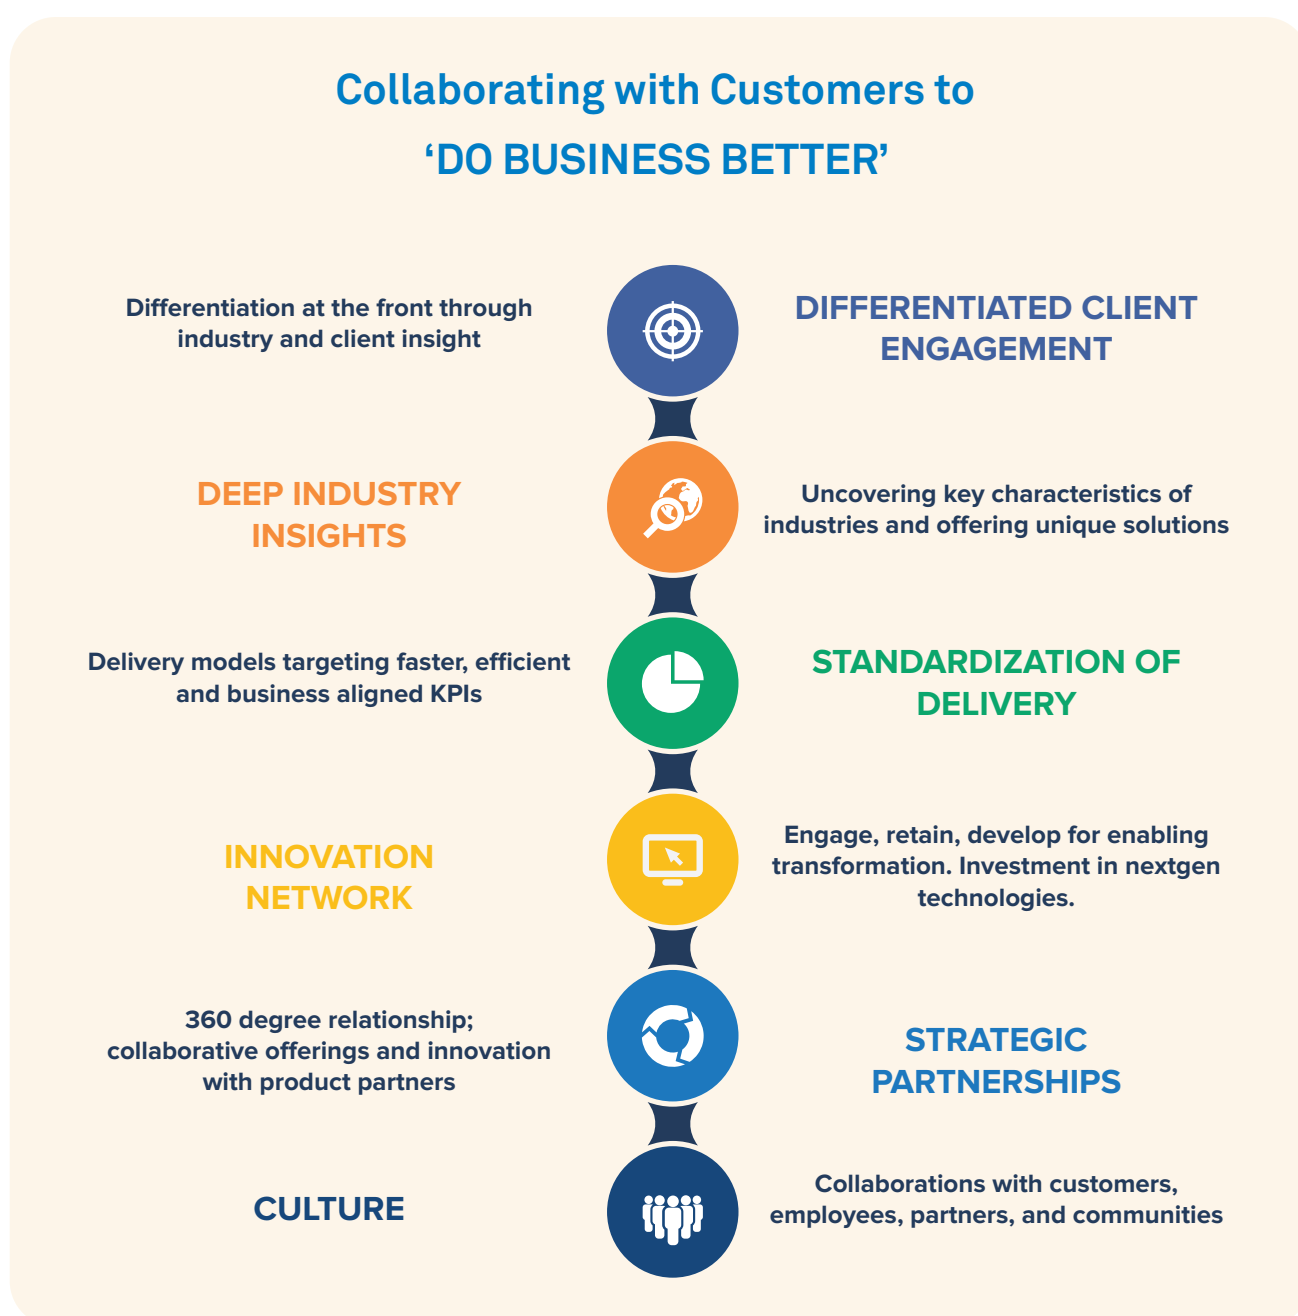 Collaborating with Customers to
‘DO BUSINESS BETTER’
Differentiation at the front through
industry and client insight
DIFFERENTIATED CLIENT
ENGAGEMENT
DEEP INDUSTRY
INSIGHTS
Uncovering key characteristics of
industries and offering unique solutions
Delivery models targeting faster, efficient
and business aligned KPIs
STANDARDIZATION OF
DELIVERY
INNOVATION
NETWORK
Engage, retain, develop for enabling
transformation. Investment in nextgen
technologies.
360 degree relationship;
collaborative offerings and innovation
with product partners
STRATEGIC
PARTNERSHIPS
CULTURE
Collaborations with customers,
employees, partners, and communities